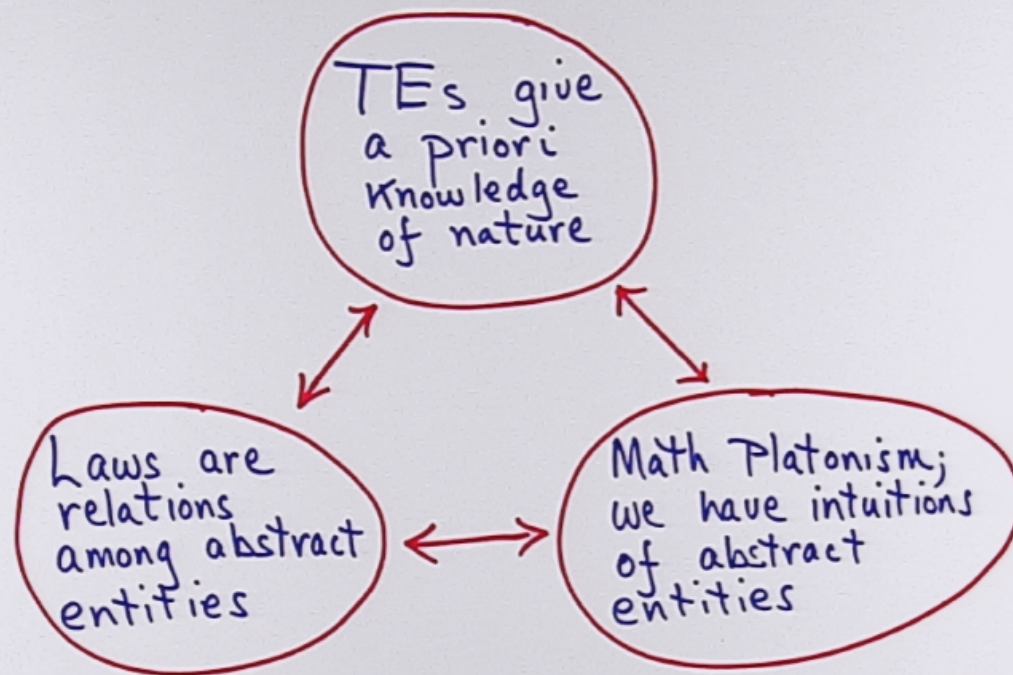 TEs give
a priori
Knowledge
of nature
Laws are
relations
among abstract
entities
Math Platonism;
we have intuitions
of abstract
entities